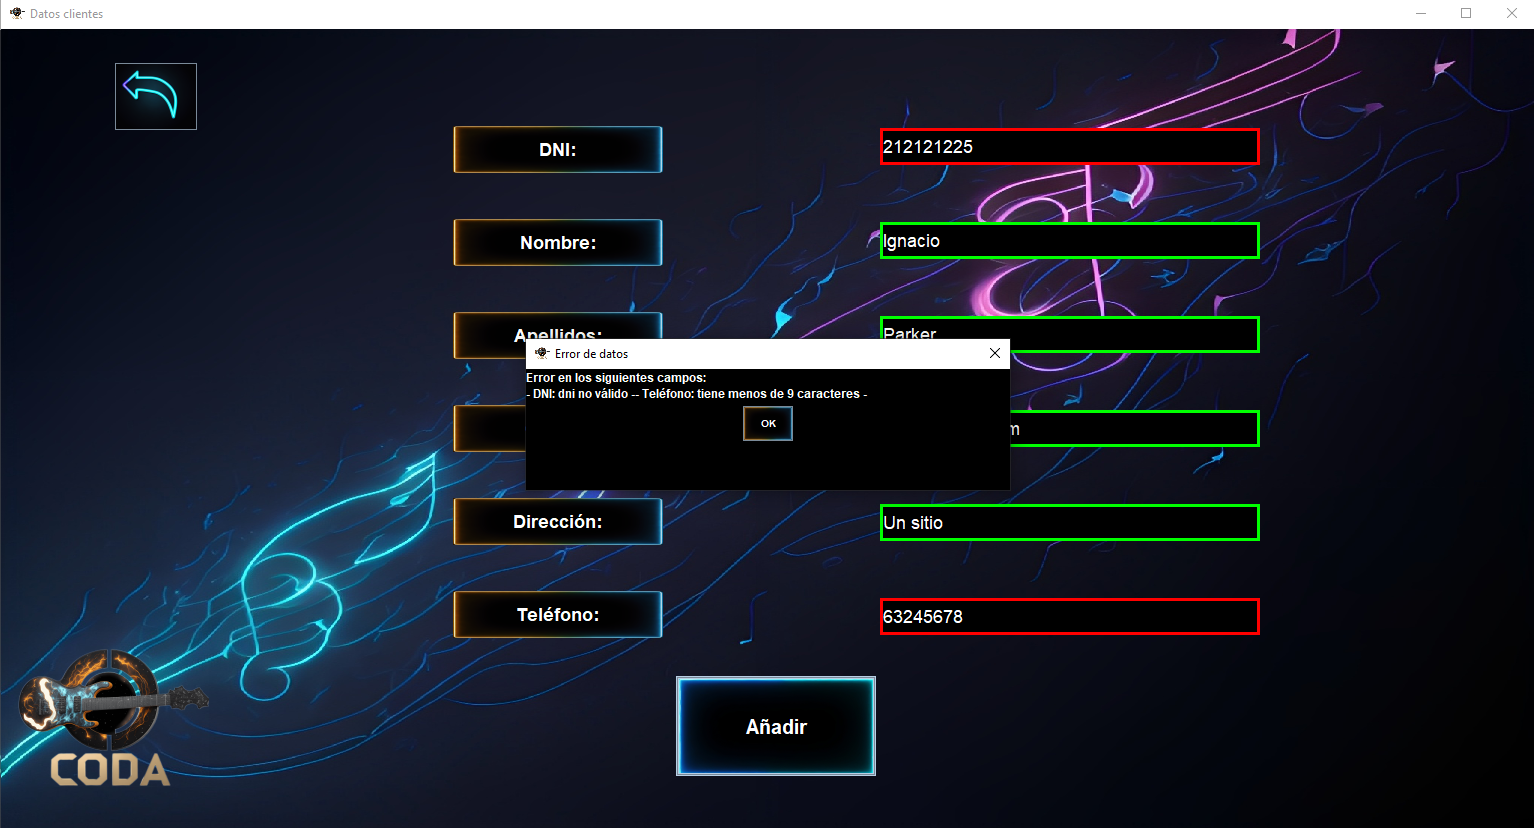 Datos clientes
DNI:
212121225
Nombre:
Ignacio
Apellidos:
Parker
Error de datos
Error en los siguientes campos:
- DNI: dni no válido -- Teléfono: tiene menos de 9 caracteres -
OK
m
Dirección:
Un sitio
Teléfono:
63245678
Añadir
CODA